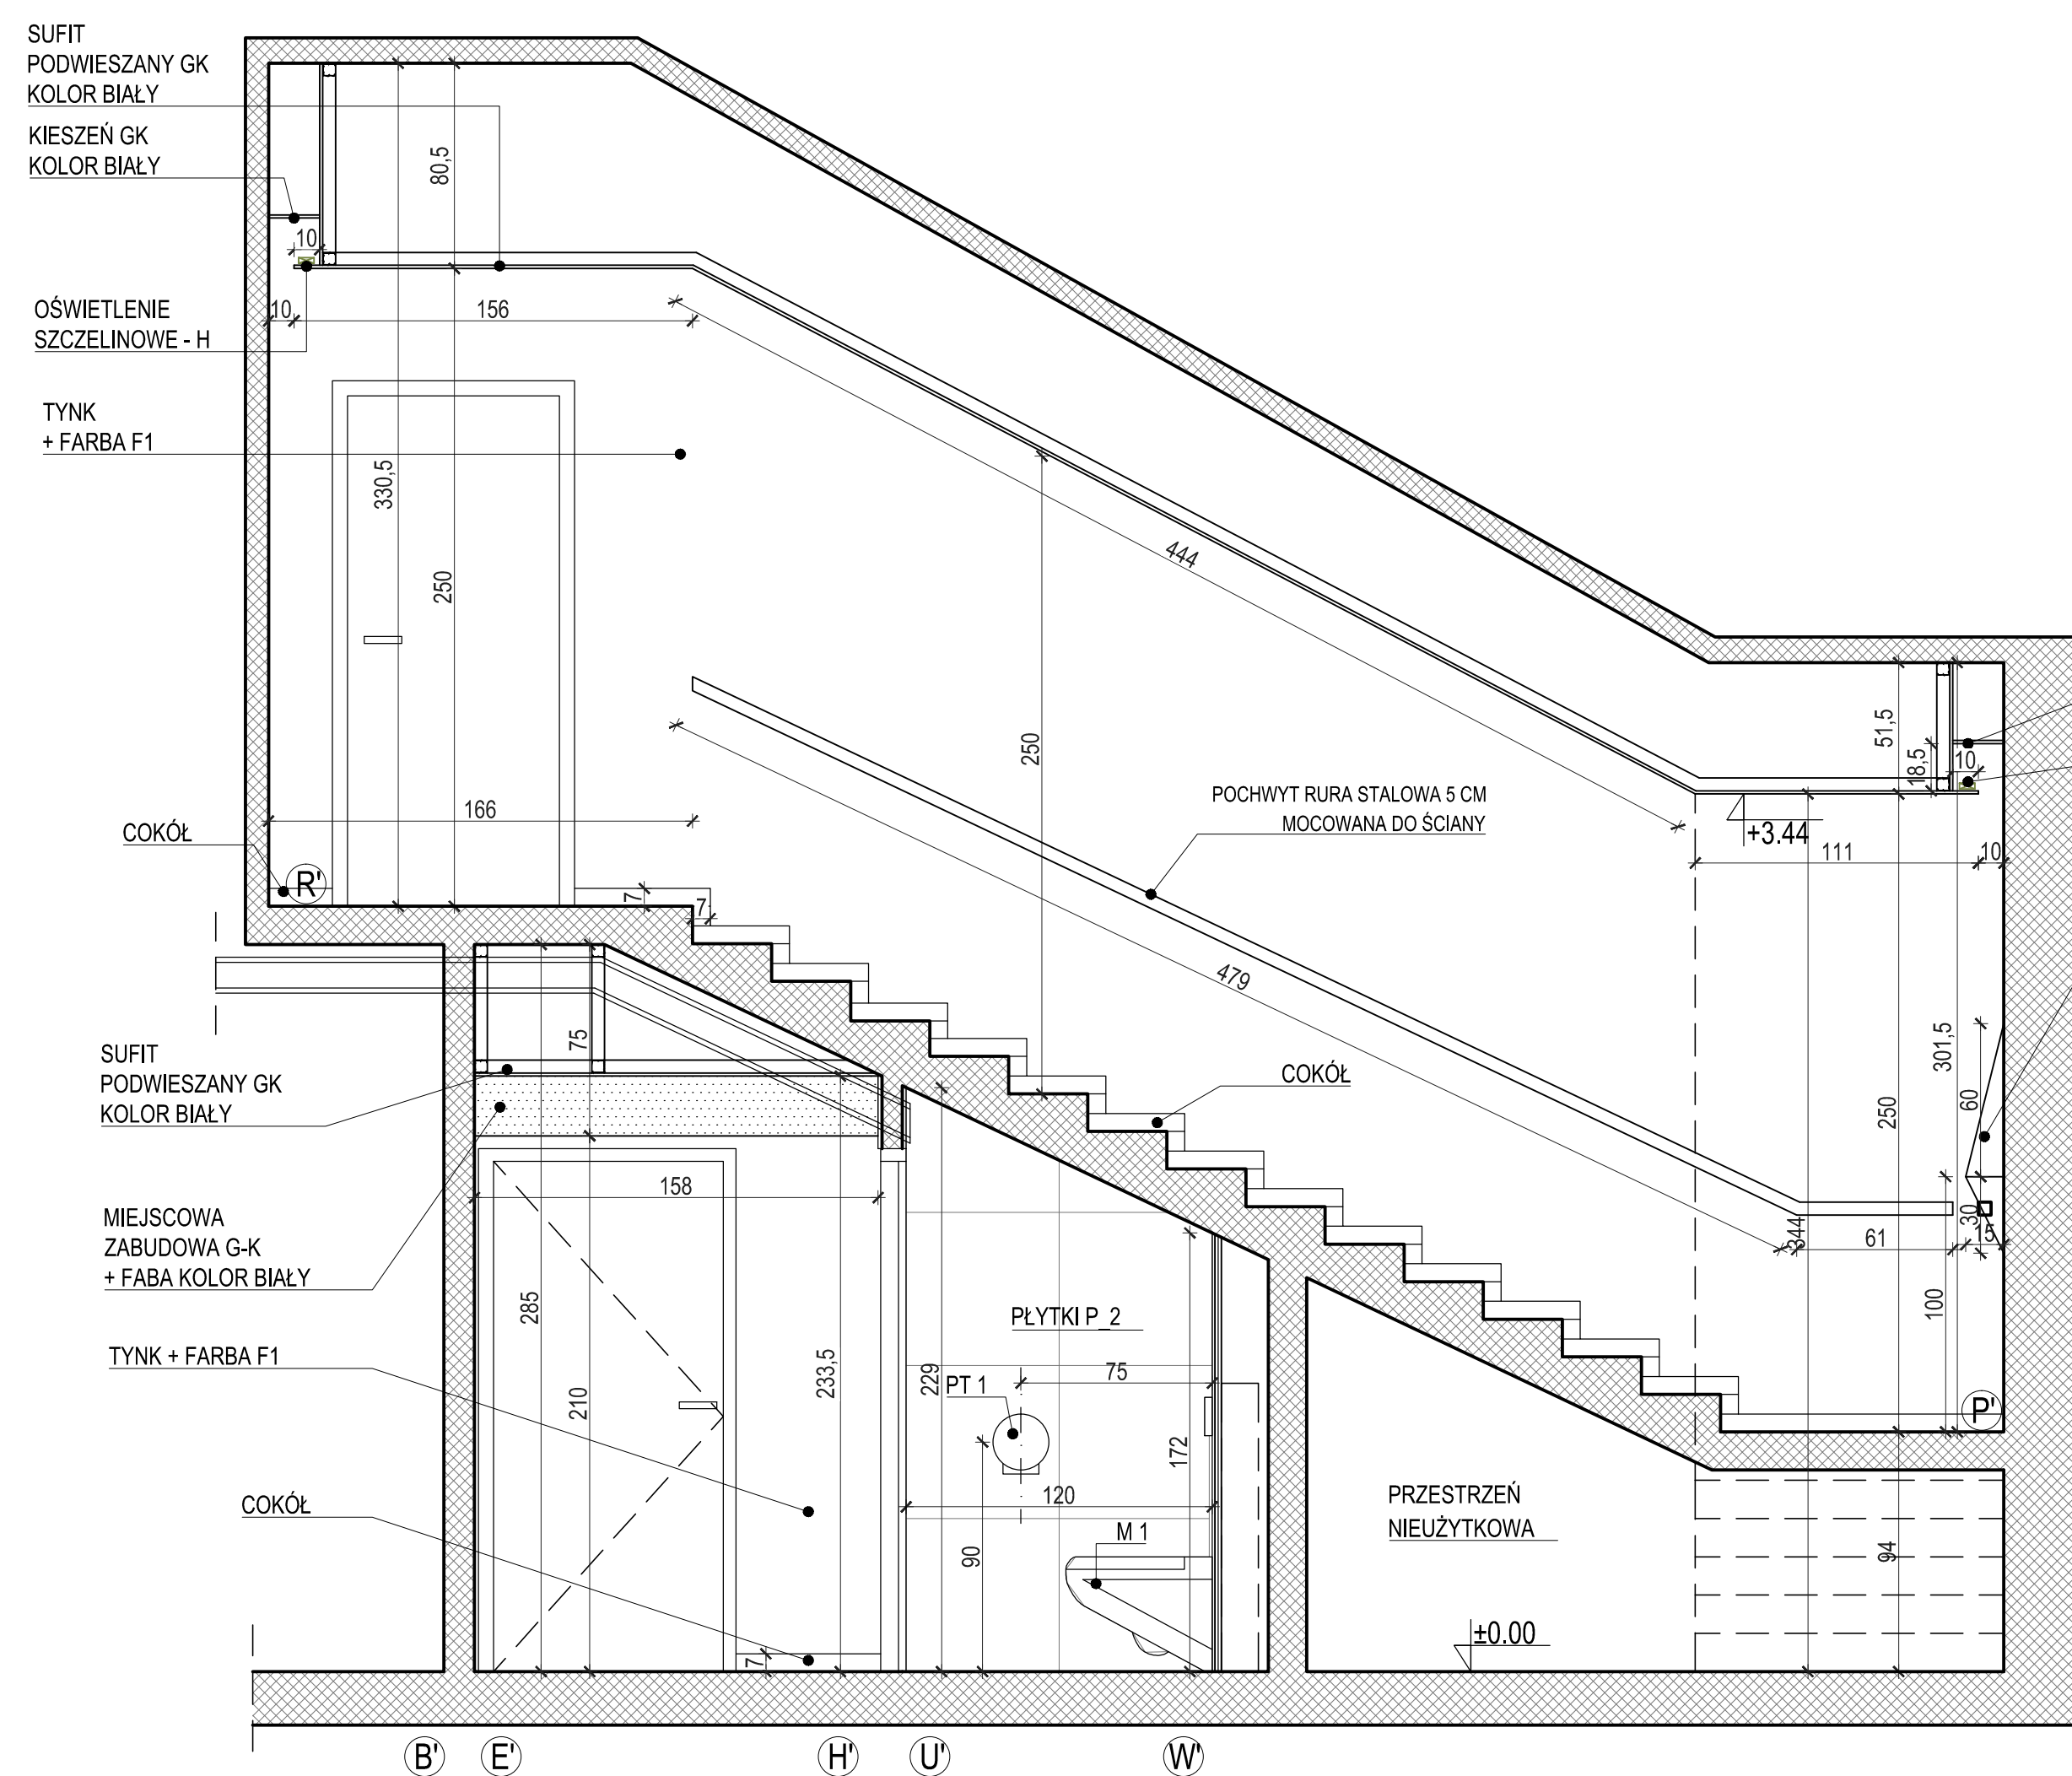 SUFIT
PODWIESZANY GK
KOLOR BIAŁY
KIESZEŃ GK
KOLOR BIAŁY
80,5
10
OŚWIETLENIE
SZCZELINOWE - H
10
156
TYNK
+ FARBA F1
330,5
250
444
250
POCHWYT RURA STALOWA 5 CM
MOCOWANA DO ŚCIANY
51,5
18,5
10
+3.44
111
10
166
COKÓŁ
R'
7
7
479
75
SUFIT
PODWIESZANY GK
KOLOR BIAŁY
COKÓŁ
301,5
60
250
158
MIEJSCOWA
ZABUDOWA G-K
+ FABA KOLOR BIAŁY
344
61
30
15
100
285
PŁYTKI P_2
TYNK + FARBA F1
210
233,5
229
PT 1
75
P'
172
COKÓŁ
120
PRZESTRZEŃ
NIEUŻYTKOWA
M 1
90
94
±0.00
7
B'
E'
H'
U'
W'